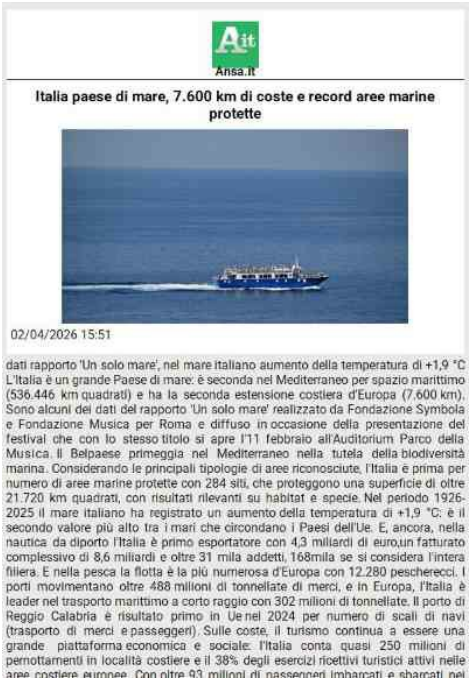 Ait
Ansa.it
Italia paese di mare, 7.600 km di coste e record aree marine
protette
02/04/2026 15:51
dati rapporto 'Un solo mare', nel mare italiano aumento della temperatura di +1,9 °C
L'Italia è un grande Paese di mare: è seconda nel Mediterraneo per spazio marittimo
(536.446 km quadrati) e ha la seconda estensione costiera d'Europa (7.600 km).
Sono alcuni dei dati del rapporto 'Un solo mare' realizzato da Fondazione Symbola
e Fondazione Musica per Roma e diffuso in occasione della presentazione del
festival che con lo stesso titolo si apre l'11 febbraio all'Auditorium Parco della
Musica. Il Belpaese primeggia nel Mediterraneo nella tutela della biodiversità
marina. Considerando le principali tipologie di aree riconosciute, l'Italia è prima per
numero di aree marine protette con 284 siti, che proteggono una superficie di oltre
21.720 km quadrati, con risultati rilevanti su habitat e specie. Nel periodo 1926-
2025 il mare italiano ha registrato un aumento della temperatura di +1,9 °C: è il
secondo valore più alto tra i mari che circondano i Paesi dell'Ue. E, ancora, nella
nautica da diporto l'Italia è primo esportatore con 4,3 miliardi di euro,un fatturato
complessivo di 8,6 miliardi e oltre 31 mila addetti, 168mila se si considera l'intera
filiera. E nella pesca la flotta è la più numerosa d'Europa con 12.280 pescherecci. I
porti movimentano oltre 488 milioni di tonnellate di merci, e in Europa, l'Italia è
leader nel trasporto marittimo a corto raggio con 302 milioni di tonnellate. Il porto di
Reggio Calabria è risultato primo in Ue nel 2024 per numero di scali di navi
(trasporto di merci e passeggeri). Sulle coste, il turismo continua a essere una
grande piattaforma economica e sociale: l'Italia conta quasi 250 milioni di
pernottamenti in località costiere e il 38% degli esercizi ricettivi turistici attivi nelle
aree costiere europee. Con oltre 93 milioni di passeggeri imbarcati e sbarcati nei